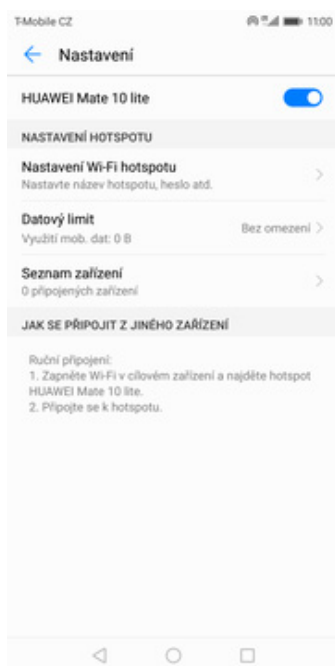 T-Mobile CZ 11:00
Nastavení
HUAWEI Mate 10 lite
NASTAVENÍ HOTSPOTU
Nastavení Wi-Fi hotspotu
Nastavte název hotspotu, heslo atd.
Datový limit
Využití mob. dat: 0 B
Bez omezení
Seznam zařízení
0 připojených zařízení
JAK SE PŘIPOJIT Z JINÉHO ZAŘÍZENÍ
Ruční připojení:
1. Zapněte Wi-Fi v cílovém zařízení a najděte hotspot
HUAWEI Mate 10 lite.
2. Připojte se k hotspotu.